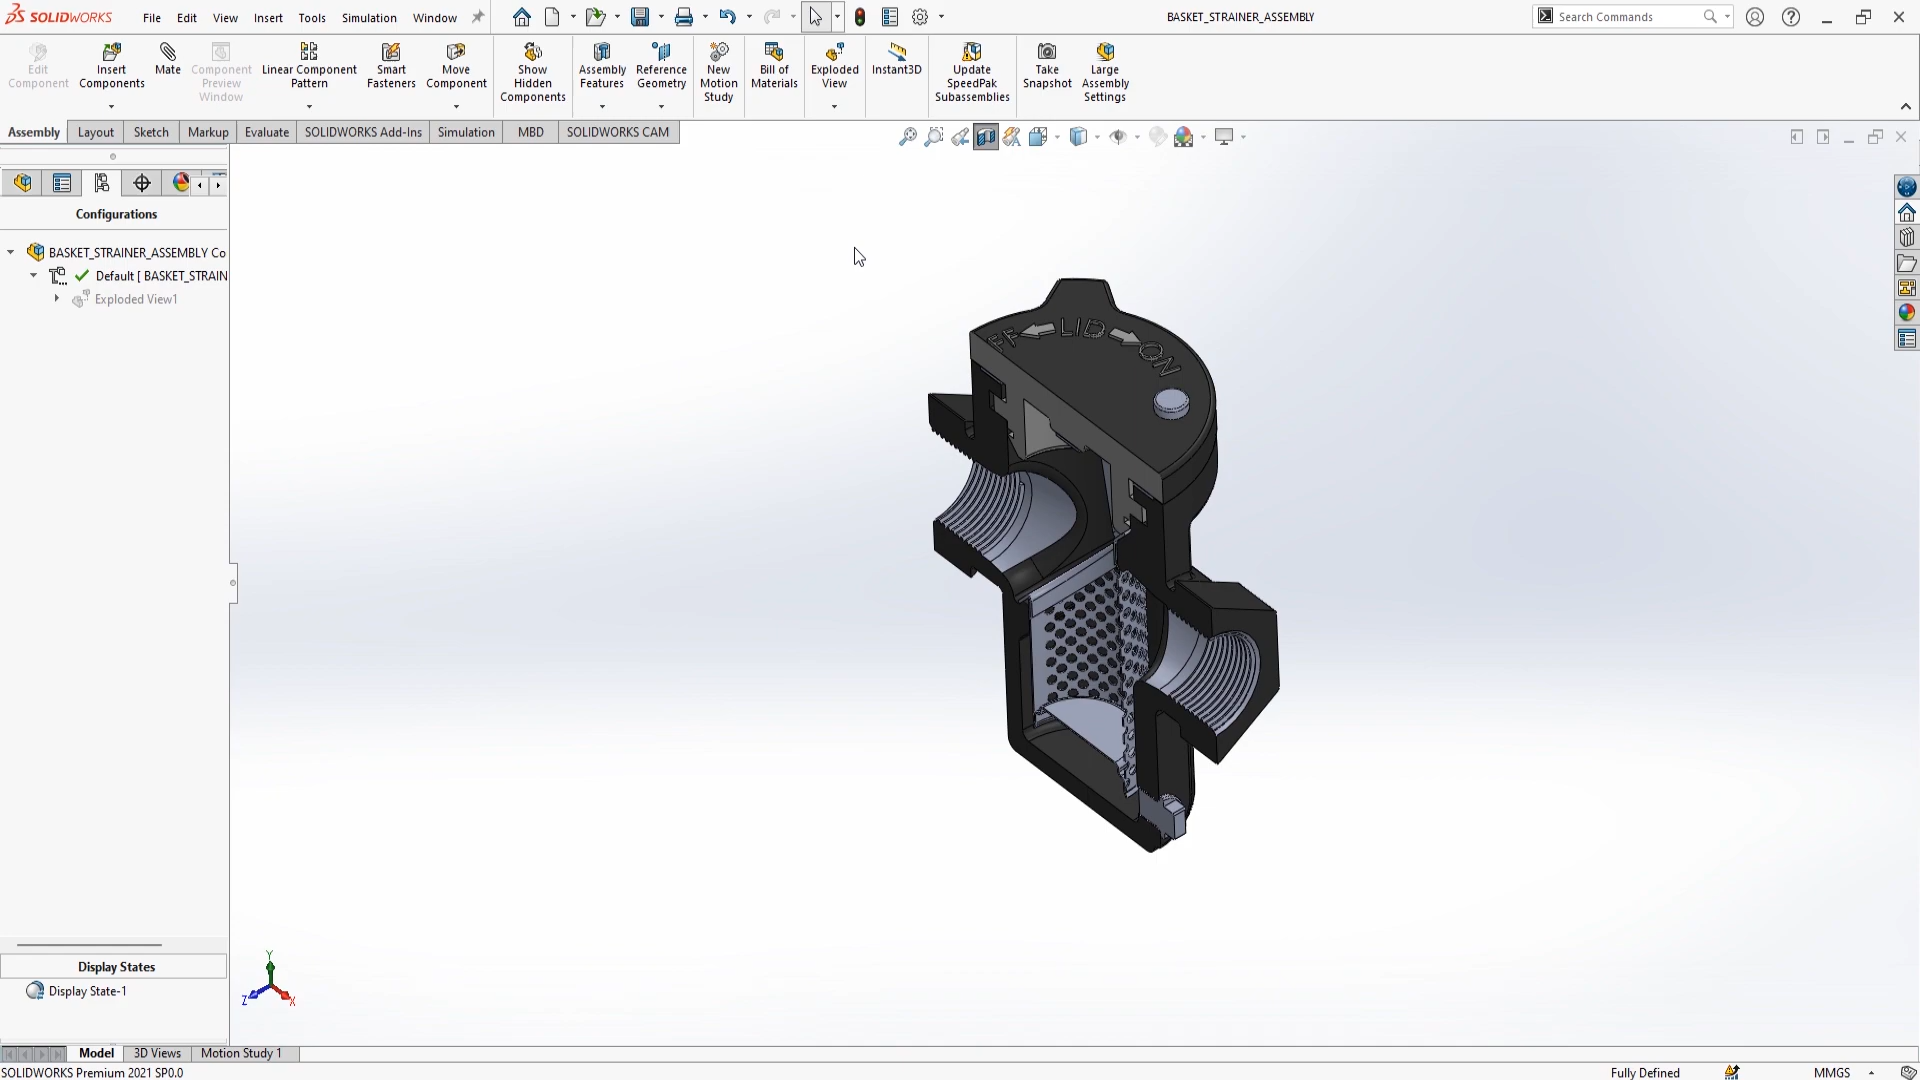 SOLIDWORKS File Edit View Insert Tools Simulation Window BASKET_STRAINER_ASSEMBLY Search Commands
Edit Component
Insert Components
Mate
Component Preview Window
Linear Component Pattern
Smart Fasteners
Move Component
Show Hidden Components
Assembly Features
Reference Geometry
New Motion Study
Bill of Materials
Exploded View
Instant3D
Update SpeedPak Subassemblies
Take Snapshot
Large Assembly Settings
Assembly Layout Sketch Markup Evaluate SOLIDWORKS Add-Ins Simulation MBD SOLIDWORKS CAM
Configurations
BASKET_STRAINER_ASSEMBLY Co
Default [ BASKET_STRAIN
Exploded View1
FF LID ON
Display States
Display State-1
Y
Z X
Model 3D Views Motion Study 1
SOLIDWORKS Premium 2021 SP0.0 Fully Defined MMGS